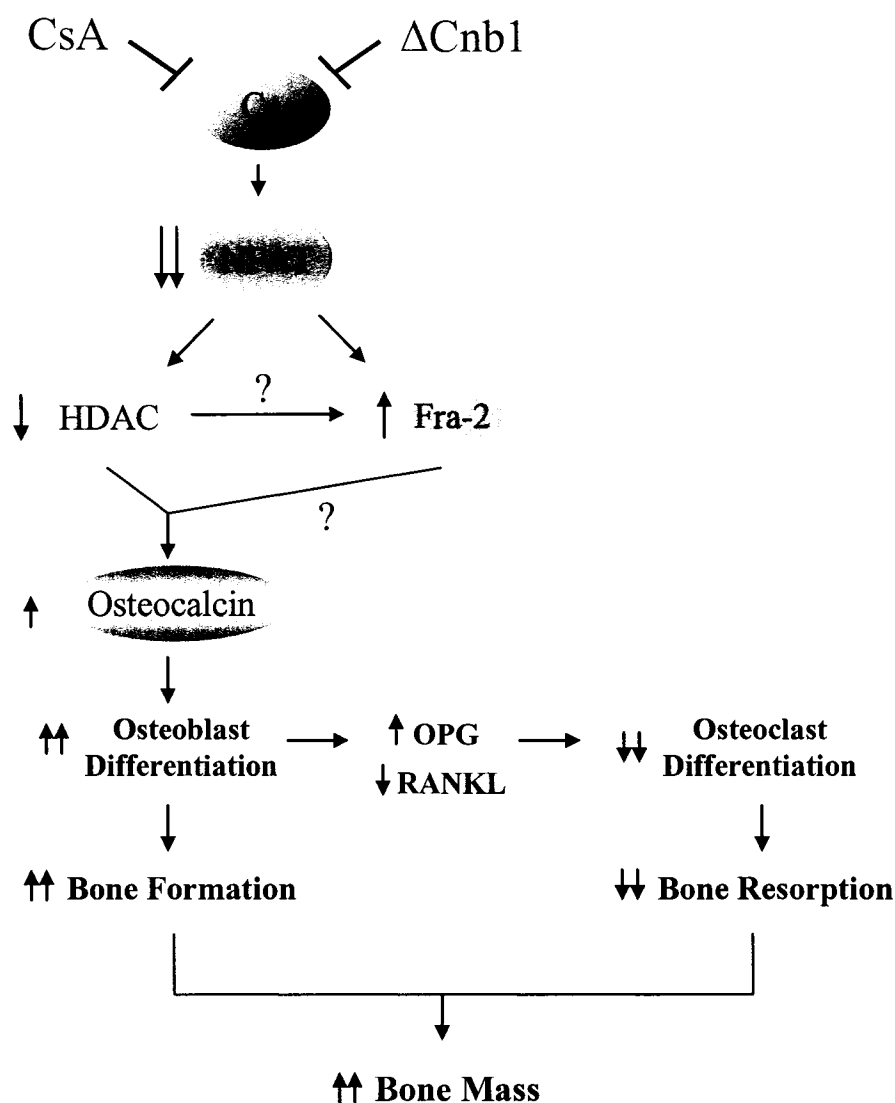 CsA
ΔCnb1
C
HDAC
?
Fra-2
?
Osteocalcin
Osteoblast
Differentiation
OPG
RANKL
Osteoclast
Differentiation
Bone Formation
Bone Resorption
Bone Mass